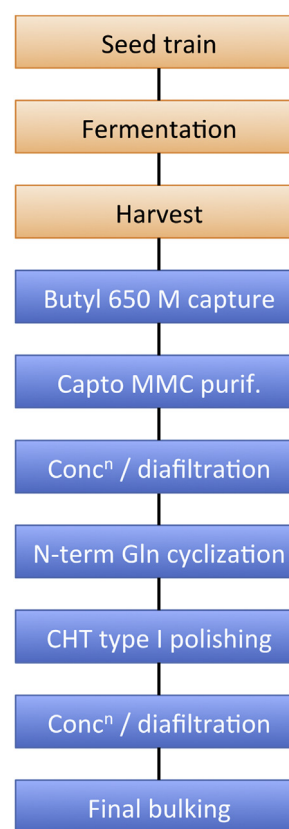 Seed train
Fermentation
Harvest
Butyl 650 M capture
Capto MMC purif.
Concⁿ / diafiltration
N-term Gln cyclization
CHT type I polishing
Concⁿ / diafiltration
Final bulking